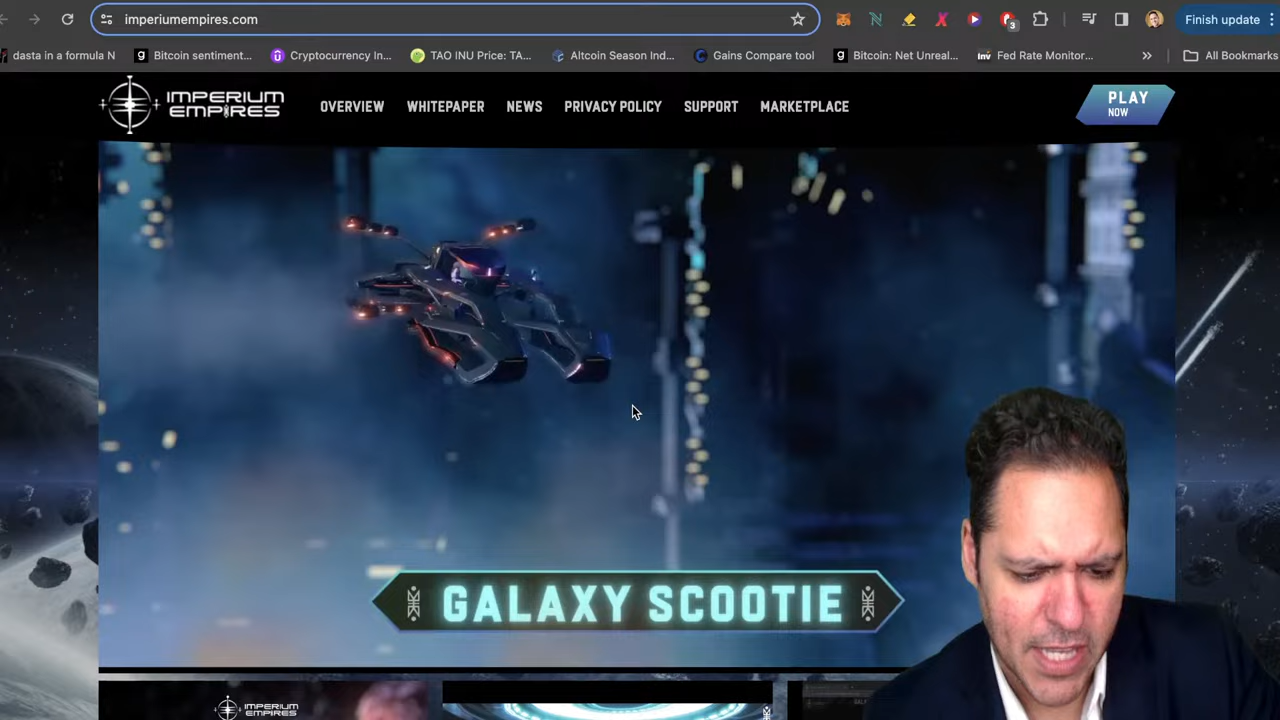 imperiumempires.com
3
Finish update
dasta in a formula N
Bitcoin sentiment...
Cryptocurrency In...
TAO INU Price: TA...
Altcoin Season Ind...
Gains Compare tool
Bitcoin: Net Unreal...
inv Fed Rate Monitor...
»
All Bookmarks
IMPERIUM
EMPIRES
OVERVIEW
WHITEPAPER
NEWS
PRIVACY POLICY
SUPPORT
MARKETPLACE
PLAY
NOW
GALAXY SCOOTIE
IMPERIUM
EMPIRES